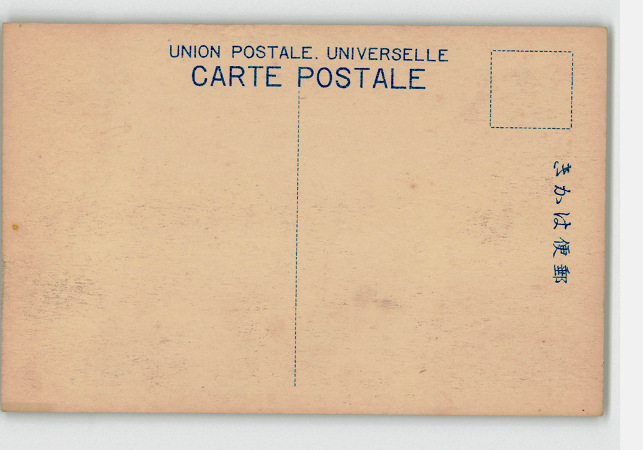 UNION POSTALE. UNIVERSELLE
CARTE POSTALE
きかは便郵